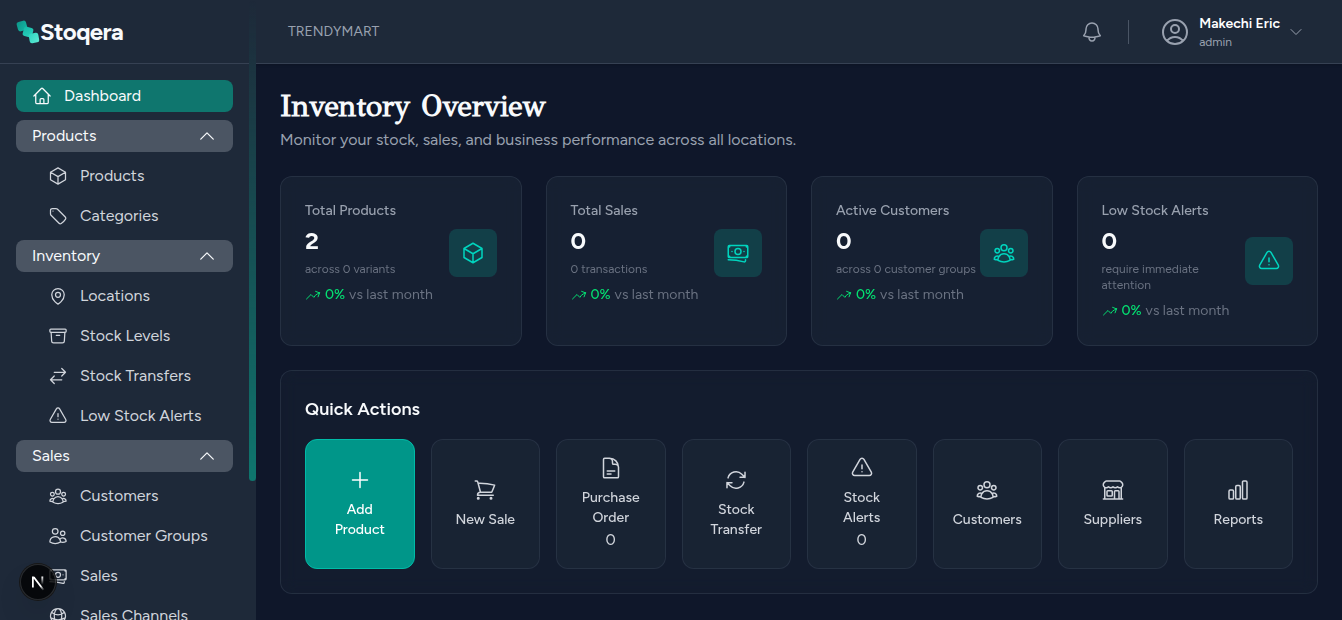 Stoqera
TRENDYMART
Makechi Eric
admin
Dashboard
Products
Products
Categories
Inventory
Locations
Stock Levels
Stock Transfers
Low Stock Alerts
Sales
Customers
Customer Groups
Sales
Sales Channels
N
Inventory Overview
Monitor your stock, sales, and business performance across all locations.
Total Products
2
across 0 variants
0% vs last month
Total Sales
0
0 transactions
0% vs last month
Active Customers
0
across 0 customer groups
0% vs last month
Low Stock Alerts
0
require immediate
attention
0% vs last month
Quick Actions
Add
Product
New Sale
Purchase
Order
0
Stock
Transfer
Stock
Alerts
0
Customers
Suppliers
Reports